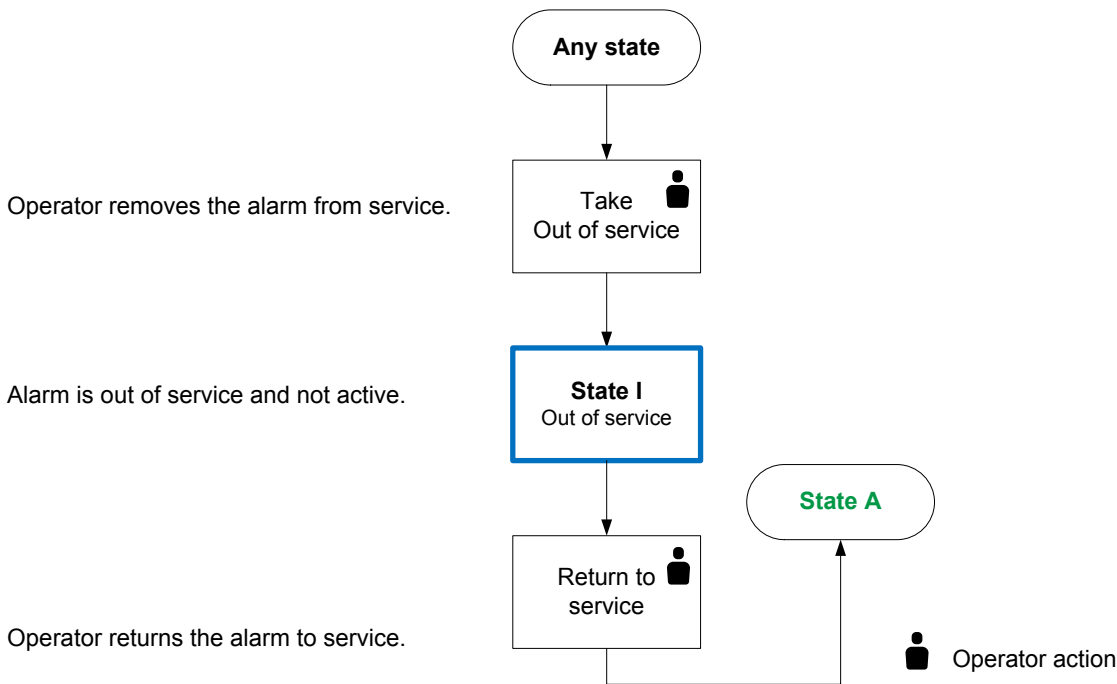 Any state
Operator removes the alarm from service.
Take
Out of service
Alarm is out of service and not active.
State I
Out of service
State A
Return to
service
Operator returns the alarm to service.
Operator action